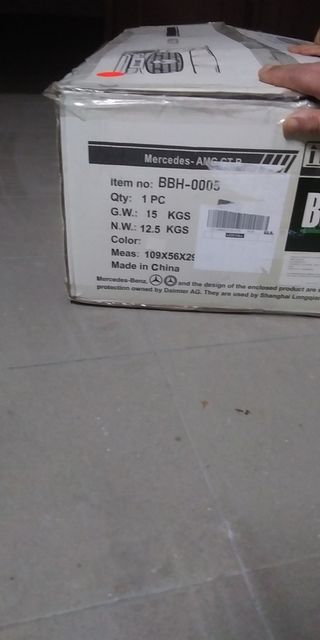 Mercedes- AMG GT R
Item no: BBH-0005
Qty: 1 PC
G.W.: 15 KGS
N.W.: 12.5 KGS
Color:
Meas: 109X56X29
Made in China
Mercedes-Benz, and the design of the enclosed product are
protection owned by Daimler AG. They are used by Shanghai